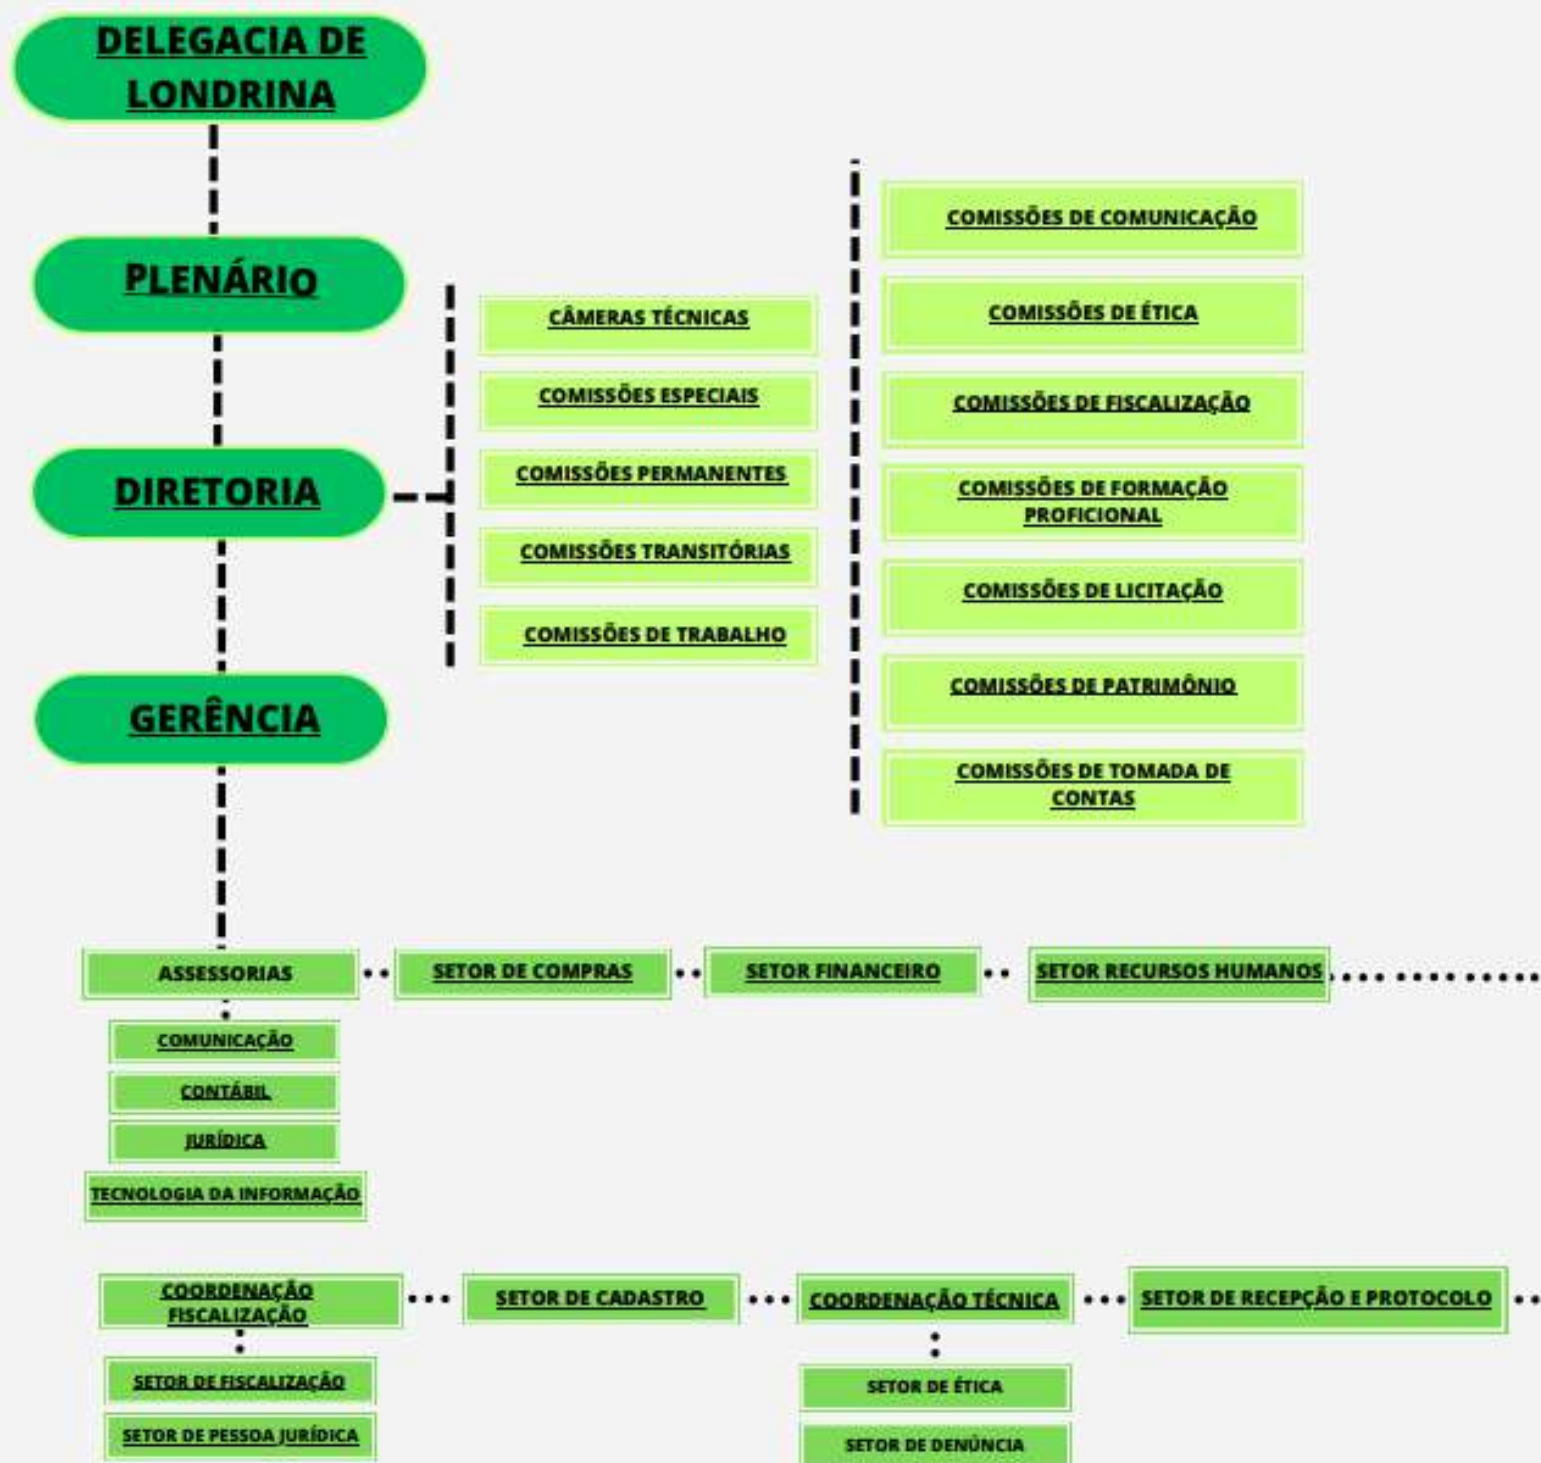 DELEGACIA DE
LONDRINA
PLENÁRIO
DIRETORIA
GERÊNCIA
CÂMERAS TÉCNICAS
COMISSÕES ESPECIAIS
COMISSÕES PERMANENTES
COMISSÕES TRANSITÓRIAS
COMISSÕES DE TRABALHO
COMISSÕES DE COMUNICAÇÃO
COMISSÕES DE ÉTICA
COMISSÕES DE FISCALIZAÇÃO
COMISSÕES DE FORMAÇÃO
PROFICIONAL
COMISSÕES DE LICITAÇÃO
COMISSÕES DE PATRIMÔNIO
COMISSÕES DE TOMADA DE
CONTAS
ASSESSORIAS
SETOR DE COMPRAS
SETOR FINANCEIRO
SETOR RECURSOS HUMANOS
COMUNICAÇÃO
CONTÁBIL
JURÍDICA
TECNOLOGIA DA INFORMAÇÃO
COORDENAÇÃO
FISCALIZAÇÃO
SETOR DE CADASTRO
COORDENAÇÃO TÉCNICA
SETOR DE RECEPÇÃO E PROTOCOLO
SETOR DE FISCALIZAÇÃO
SETOR DE PESSOA JURÍDICA
SETOR DE ÉTICA
SETOR DE DENÚNCIA